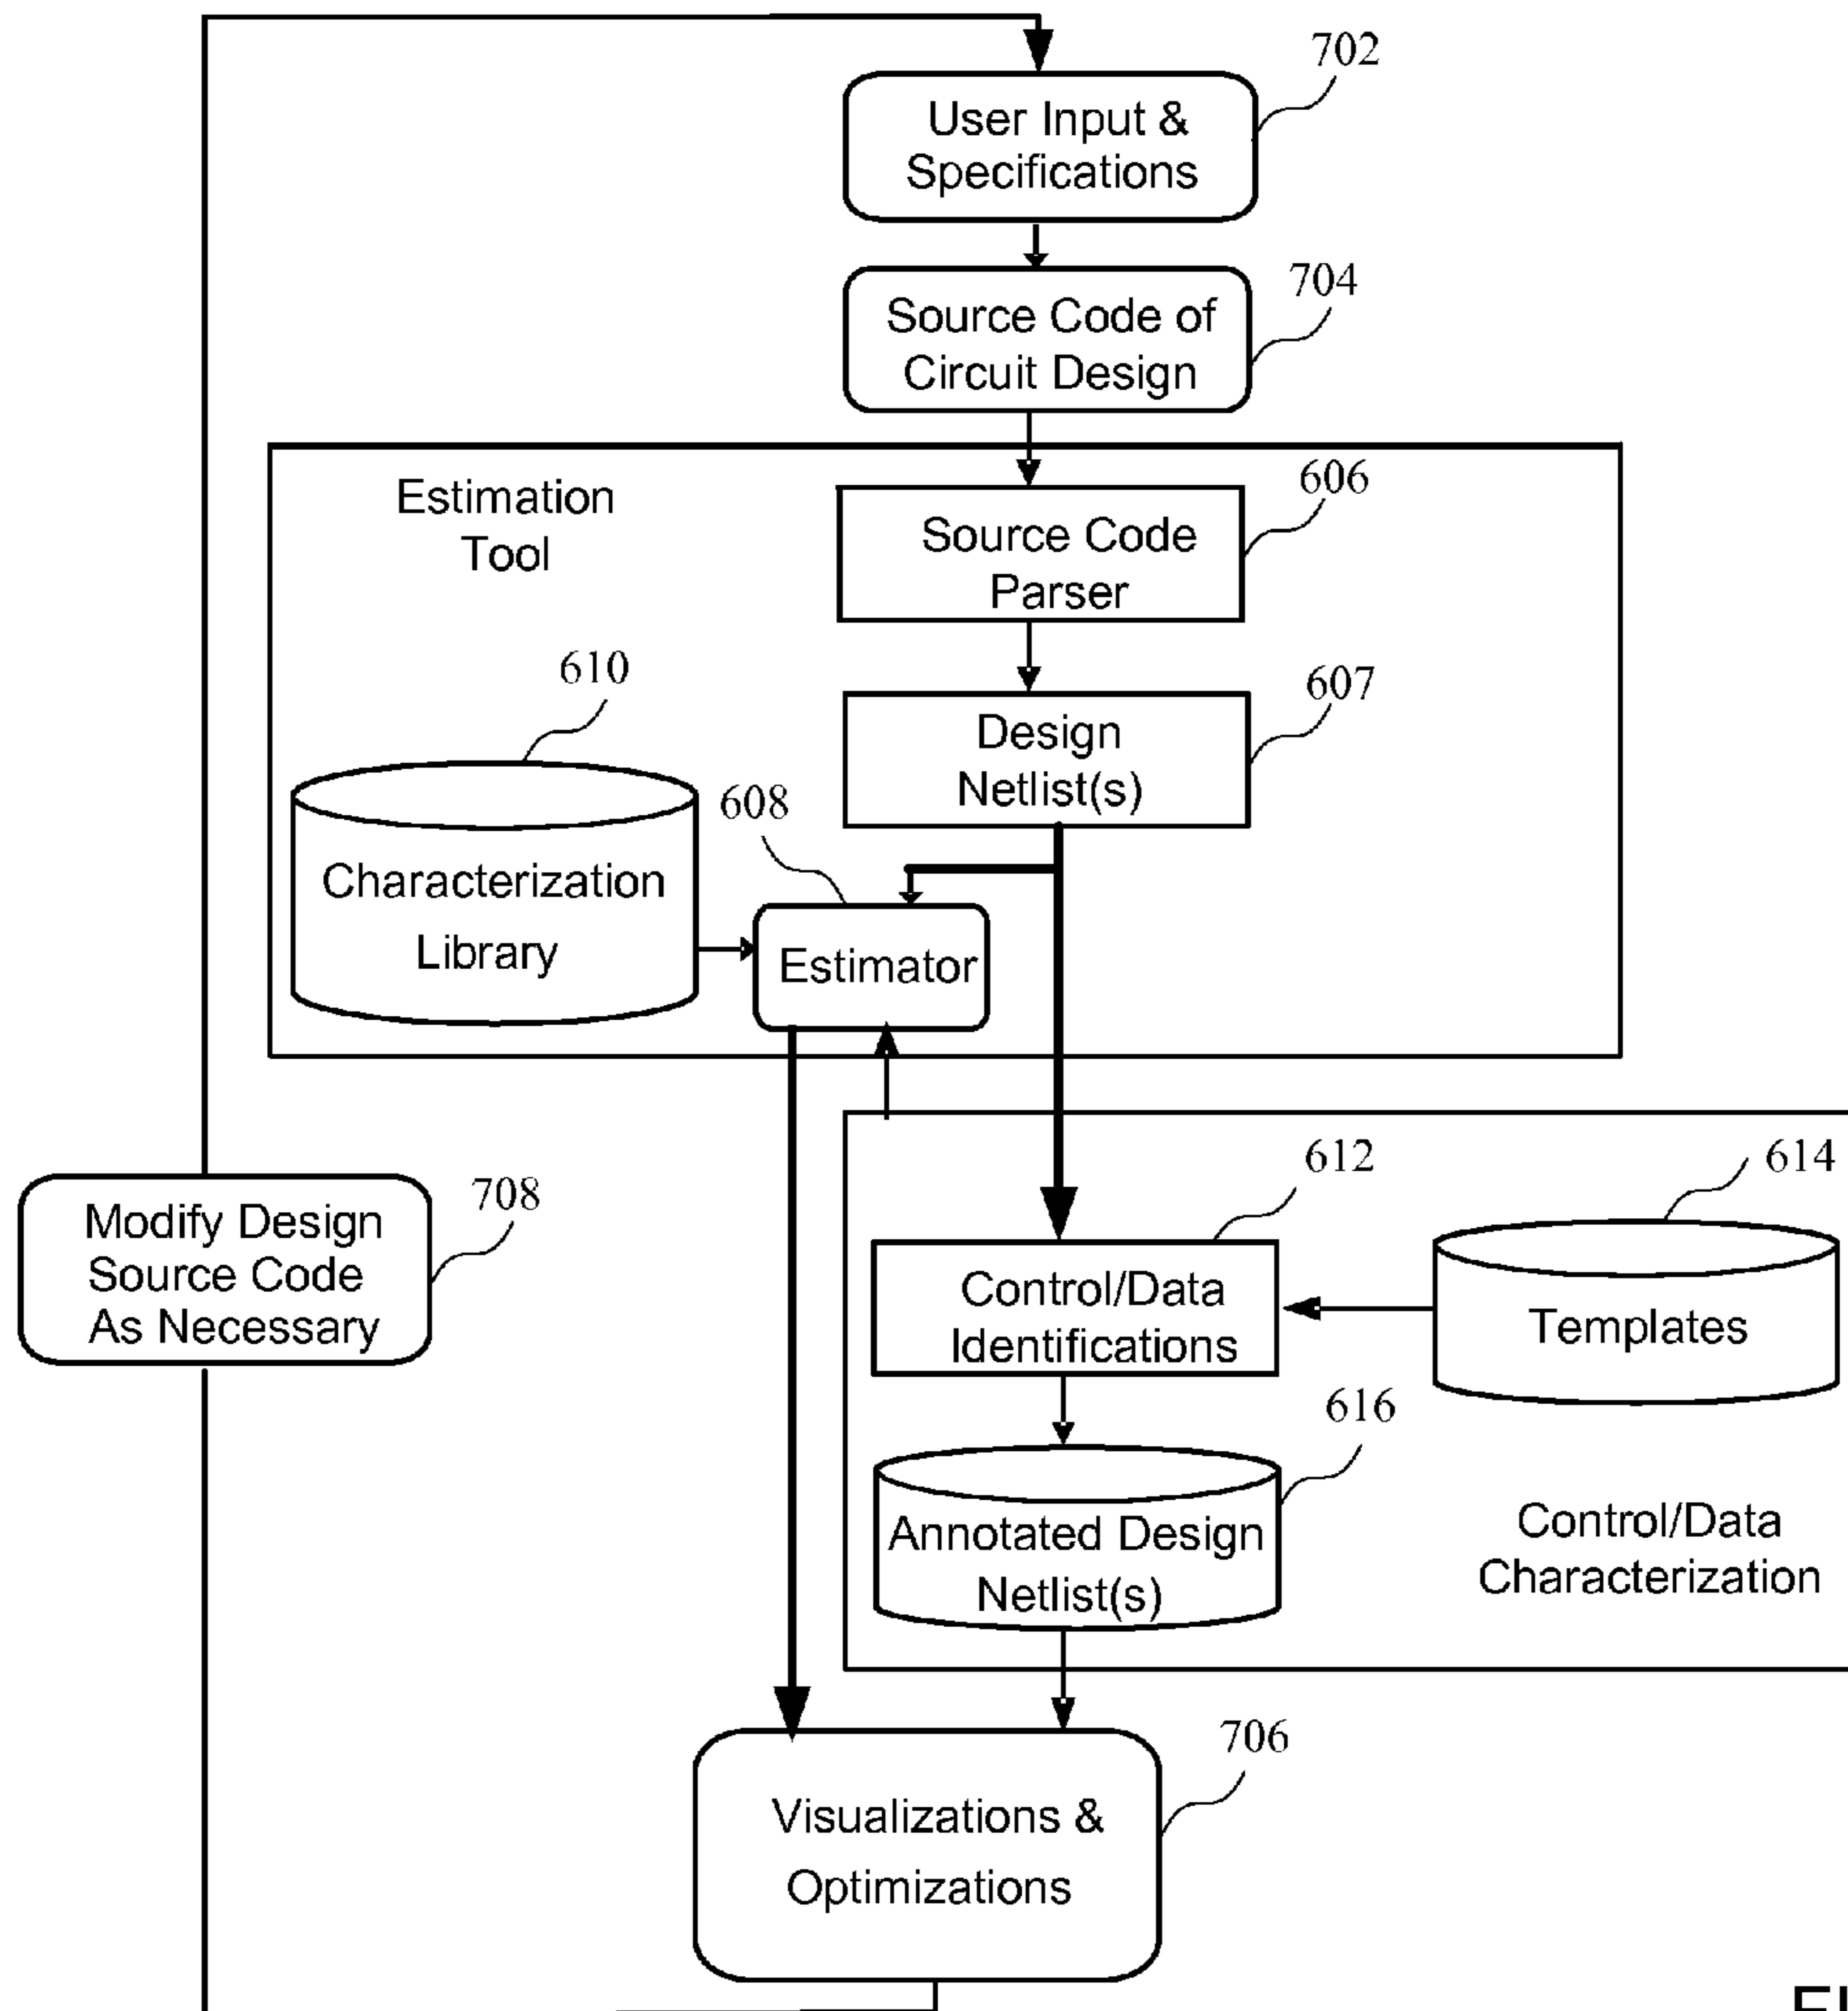 702
User Input &
Specifications
704
Source Code of
Circuit Design
Estimation
Tool
606
Source Code
Parser
610
607
Design
Netlist(s)
608
Characterization
Library
Estimator
612
614
708
Modify Design
Source Code
As Necessary
Control/Data
Identifications
Templates
616
Annotated Design
Netlist(s)
Control/Data
Characterization
706
Visualizations &
Optimizations